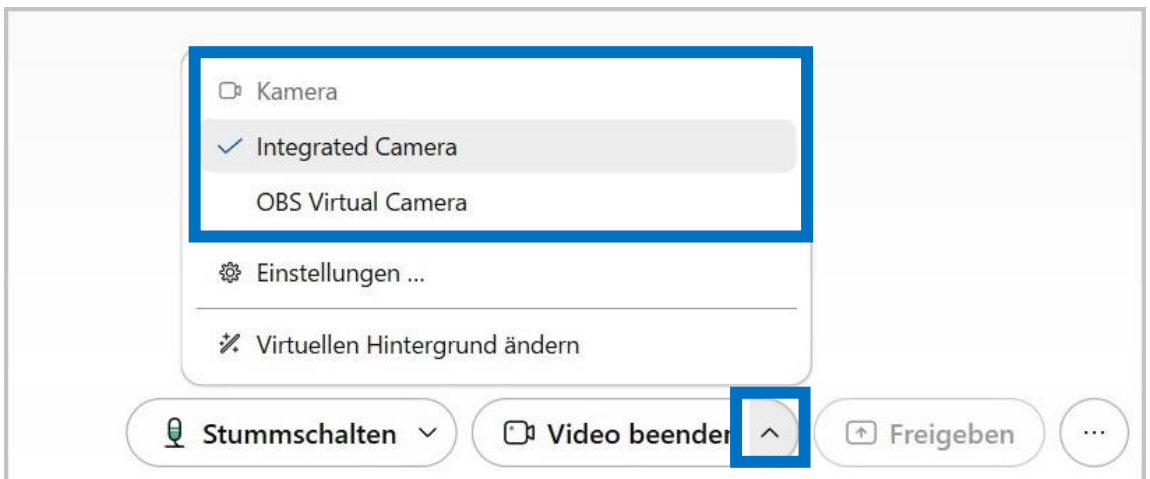 Kamera
Integrated Camera
OBS Virtual Camera
Einstellungen ...
Virtuellen Hintergrund ändern
Stummschalten Video beenden Freigeben ...